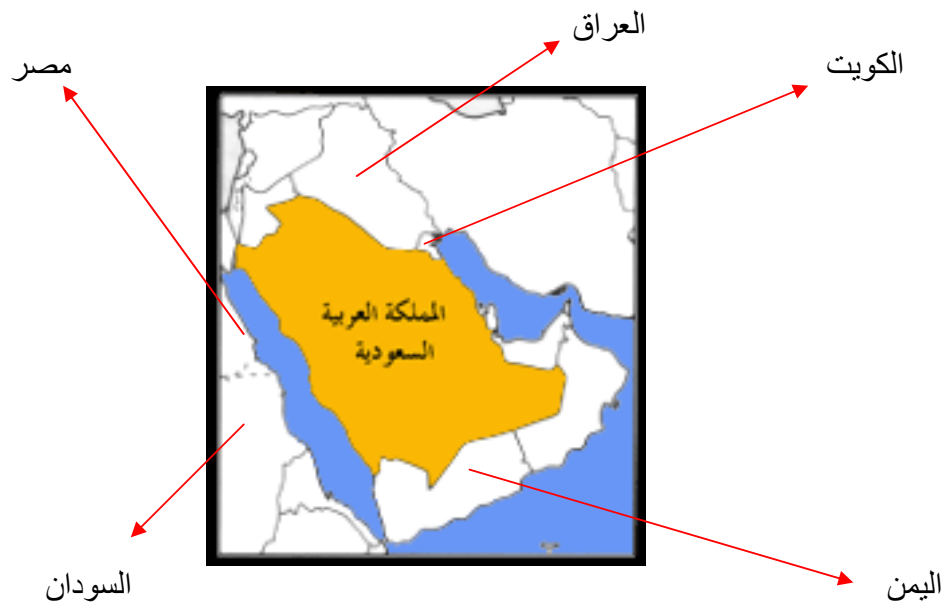 العراق
الكويت
مصر
المملكة العربية
السعودية
السودان
اليمن